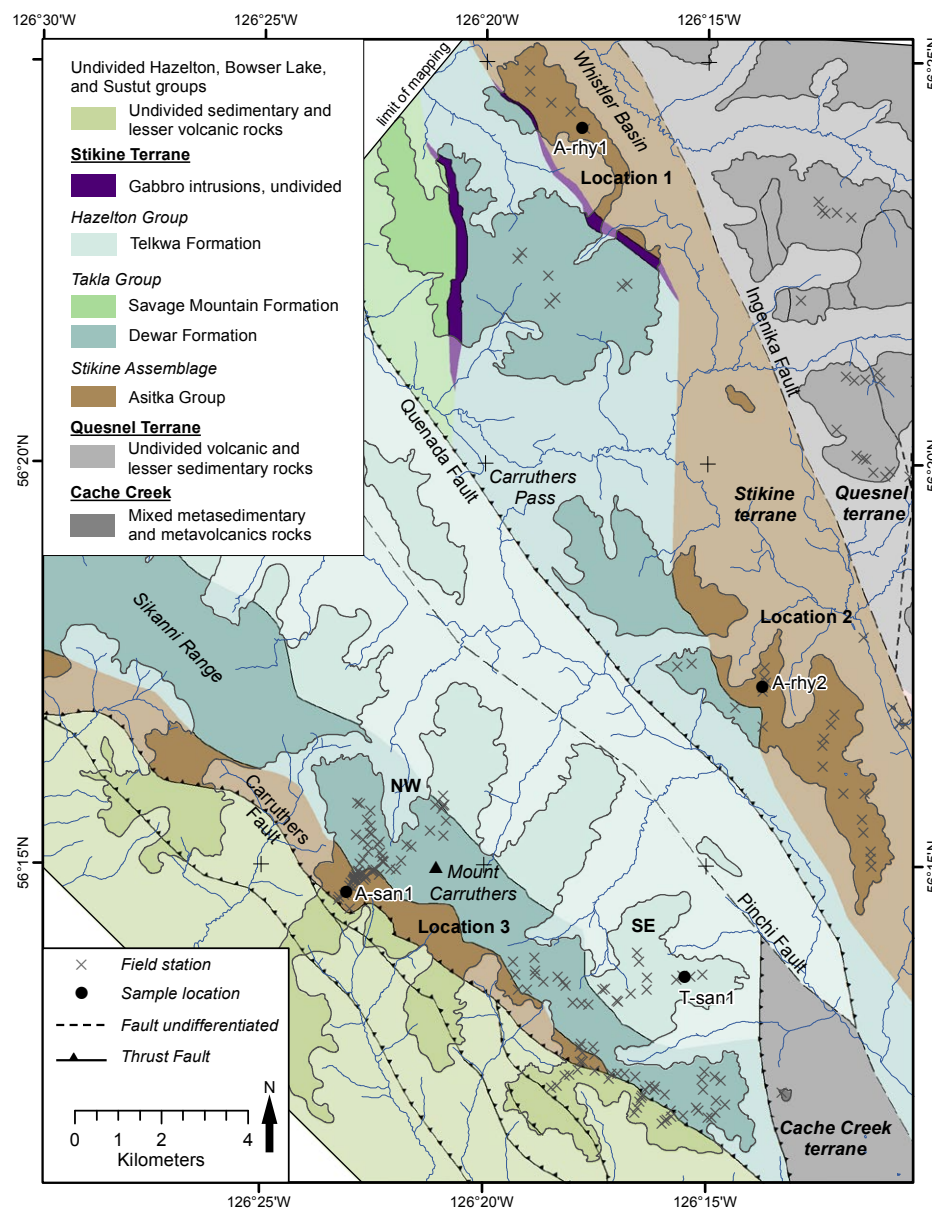 126°30'W
126°25'W
126°20'W
126°15'W
56°25'N
56°20'N
56°15'N
56°20'N
56°15'N
126°25'W
126°20'W
126°15'W
Undivided Hazelton, Bowser Lake,
and Sustut groups
Undivided sedimentary and
lesser volcanic rocks
Stikine Terrane
Gabbro intrusions, undivided
Hazelton Group
Telkwa Formation
Takla Group
Savage Mountain Formation
Dewar Formation
Stikine Assemblage
Asitka Group
Quesnel Terrane
Undivided volcanic and
lesser sedimentary rocks
Cache Creek
Mixed metasedimentary
and metavolcanics rocks
limit of mapping
Whistler Basin
A-rhy1
Location 1
Ingenika Fault
Quenada Fault
Carruthers
Pass
Stikine
terrane
Quesnel
terrane
Sikanni
Range
Location 2
A-rhy2
NW
Carruthers
Fault
Mount
Carruthers
A-san1
Location 3
SE
Pinchi Fault
T-san1
Cache Creek
terrane
Field station
Sample location
Fault undifferentiated
Thrust Fault
N
0 1 2 4
Kilometers